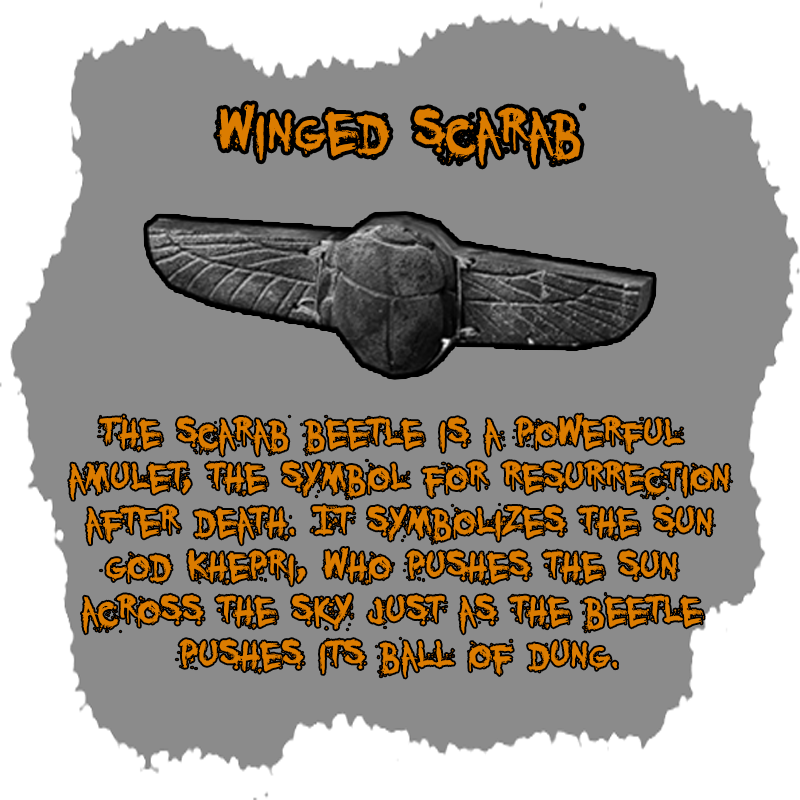 WINGED SCARAB
THE SCARAB BEETLE IS A POWERFUL
AMULET, THE SYMBOL FOR RESURRECTION
AFTER DEATH. IT SYMBOLIZES THE SUN
GOD KHEPRI, WHO PUSHES THE SUN
ACROSS THE SKY JUST AS THE BEETLE
PUSHES ITS BALL OF DUNG.